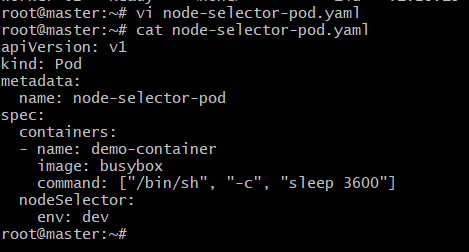 root@master:~# vi node-selector-pod.yaml
root@master:~# cat node-selector-pod.yaml
apiVersion: v1
kind: Pod
metadata:
  name: node-selector-pod
spec:
  containers:
  - name: demo-container
    image: busybox
    command: ["/bin/sh", "-c", "sleep 3600"]
  nodeSelector:
    env: dev
root@master:~#